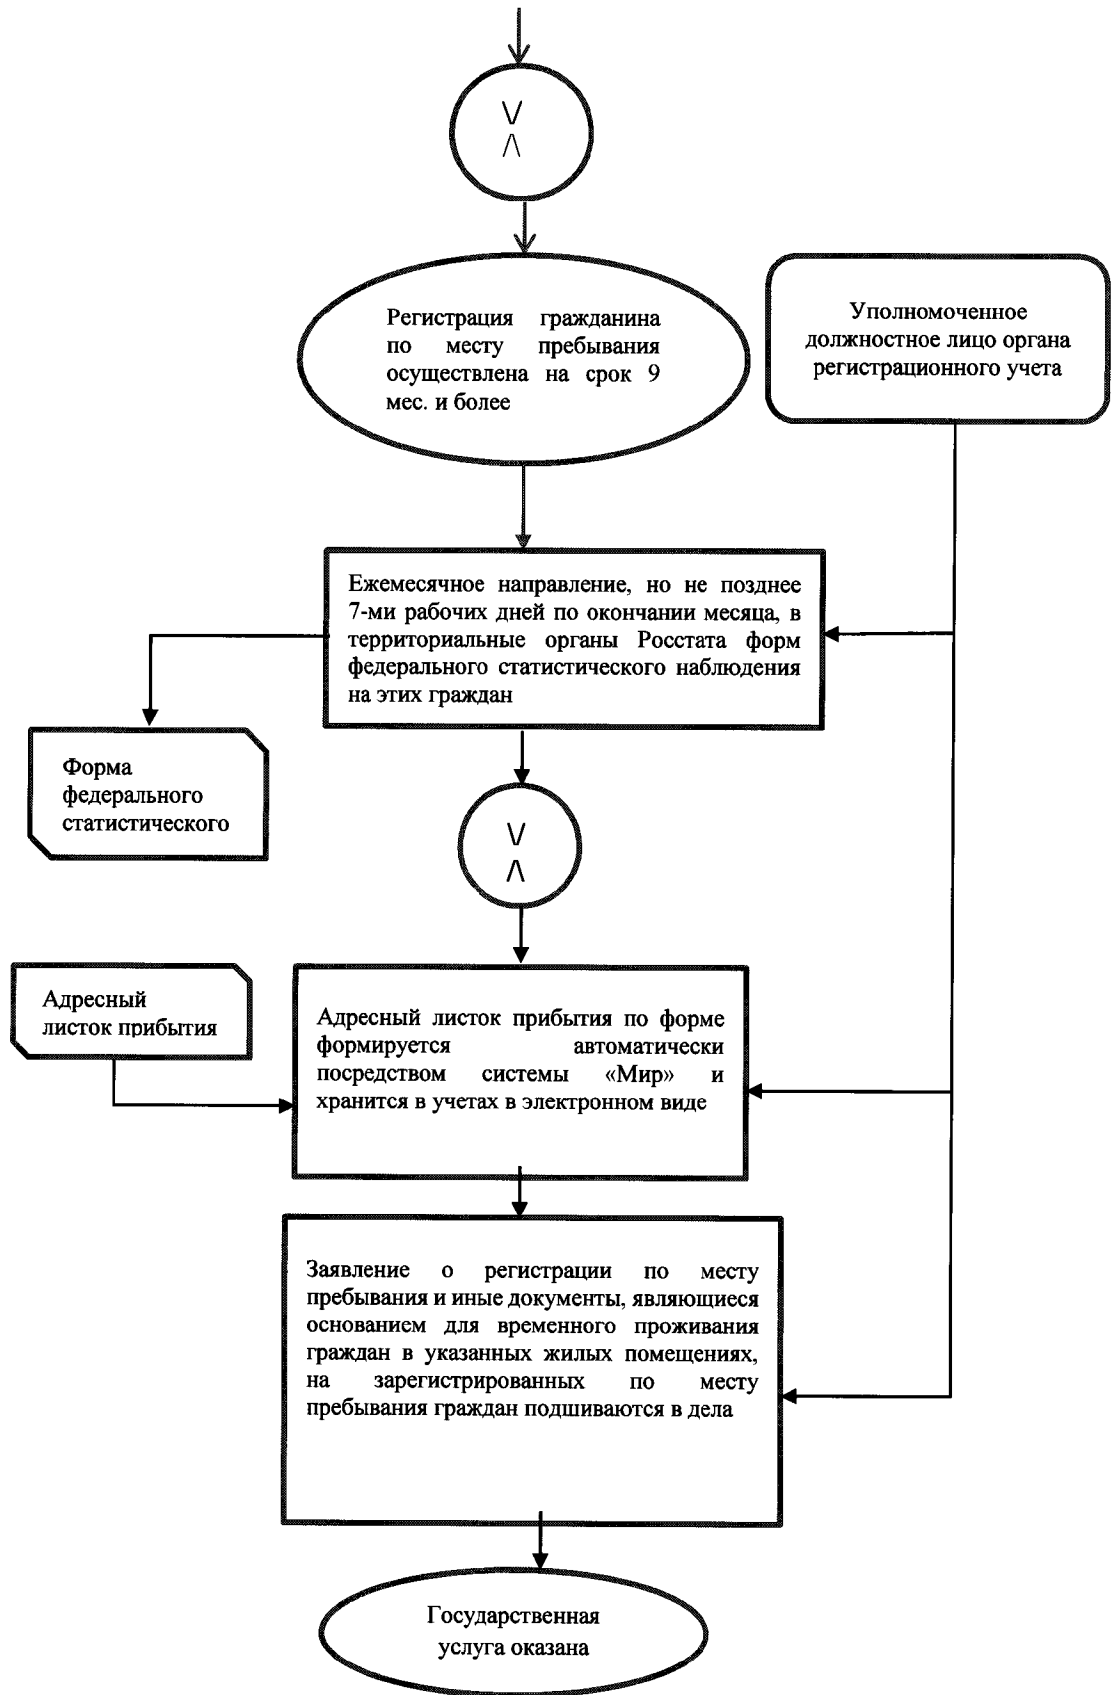 V
Λ
Регистрация гражданина
по месту пребывания
осуществлена на срок 9
мес. и более
Уполномоченное
должностное лицо органа
регистрационного учета
Ежемесячное направление, но не позднее
7-ми рабочих дней по окончании месяца, в
территориальные органы Росстата форм
федерального статистического наблюдения
на этих граждан
Форма
федерального
статистического
V
Λ
Адресный
листок прибытия
Адресный листок прибытия по форме
формируется автоматически
посредством системы «Мир» и
хранится в учетах в электронном виде
Заявление о регистрации по месту
пребывания и иные документы, являющиеся
основанием для временного проживания
граждан в указанных жилых помещениях,
на зарегистрированных по месту
пребывания граждан подшиваются в дела
Государственная
услуга оказана